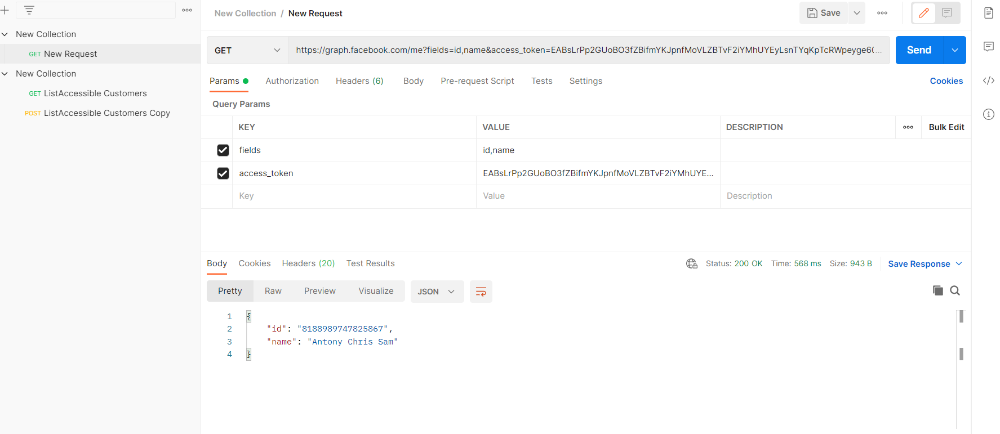 New Collection
GET New Request
New Collection
GET ListAccessible Customers
POST ListAccessible Customers Copy
New Collection / New Request
Save
GET https://graph.facebook.com/me?fields=id,name&access_token=EABsLrPp2GUoBO3fZBifmYKJpnfMoVLZBTvF2iYMhUYEyLsnTYqKpTcRWpeyge6(...
Send
Params Authorization Headers (6) Body Pre-request Script Tests Settings Cookies
Query Params
KEY VALUE DESCRIPTION Bulk Edit
fields id,name
access_token EABsLrPp2GUoBO3fZBifmYKJpnfMoVLZBTvF2iYMhUYE...
Key Value Description
Body Cookies Headers (20) Test Results Status: 200 OK Time: 568 ms Size: 943 B Save Response
Pretty Raw Preview Visualize JSON
1 {
2 "id": "8188989747825867",
3 "name": "Antony Chris Sam"
4 }